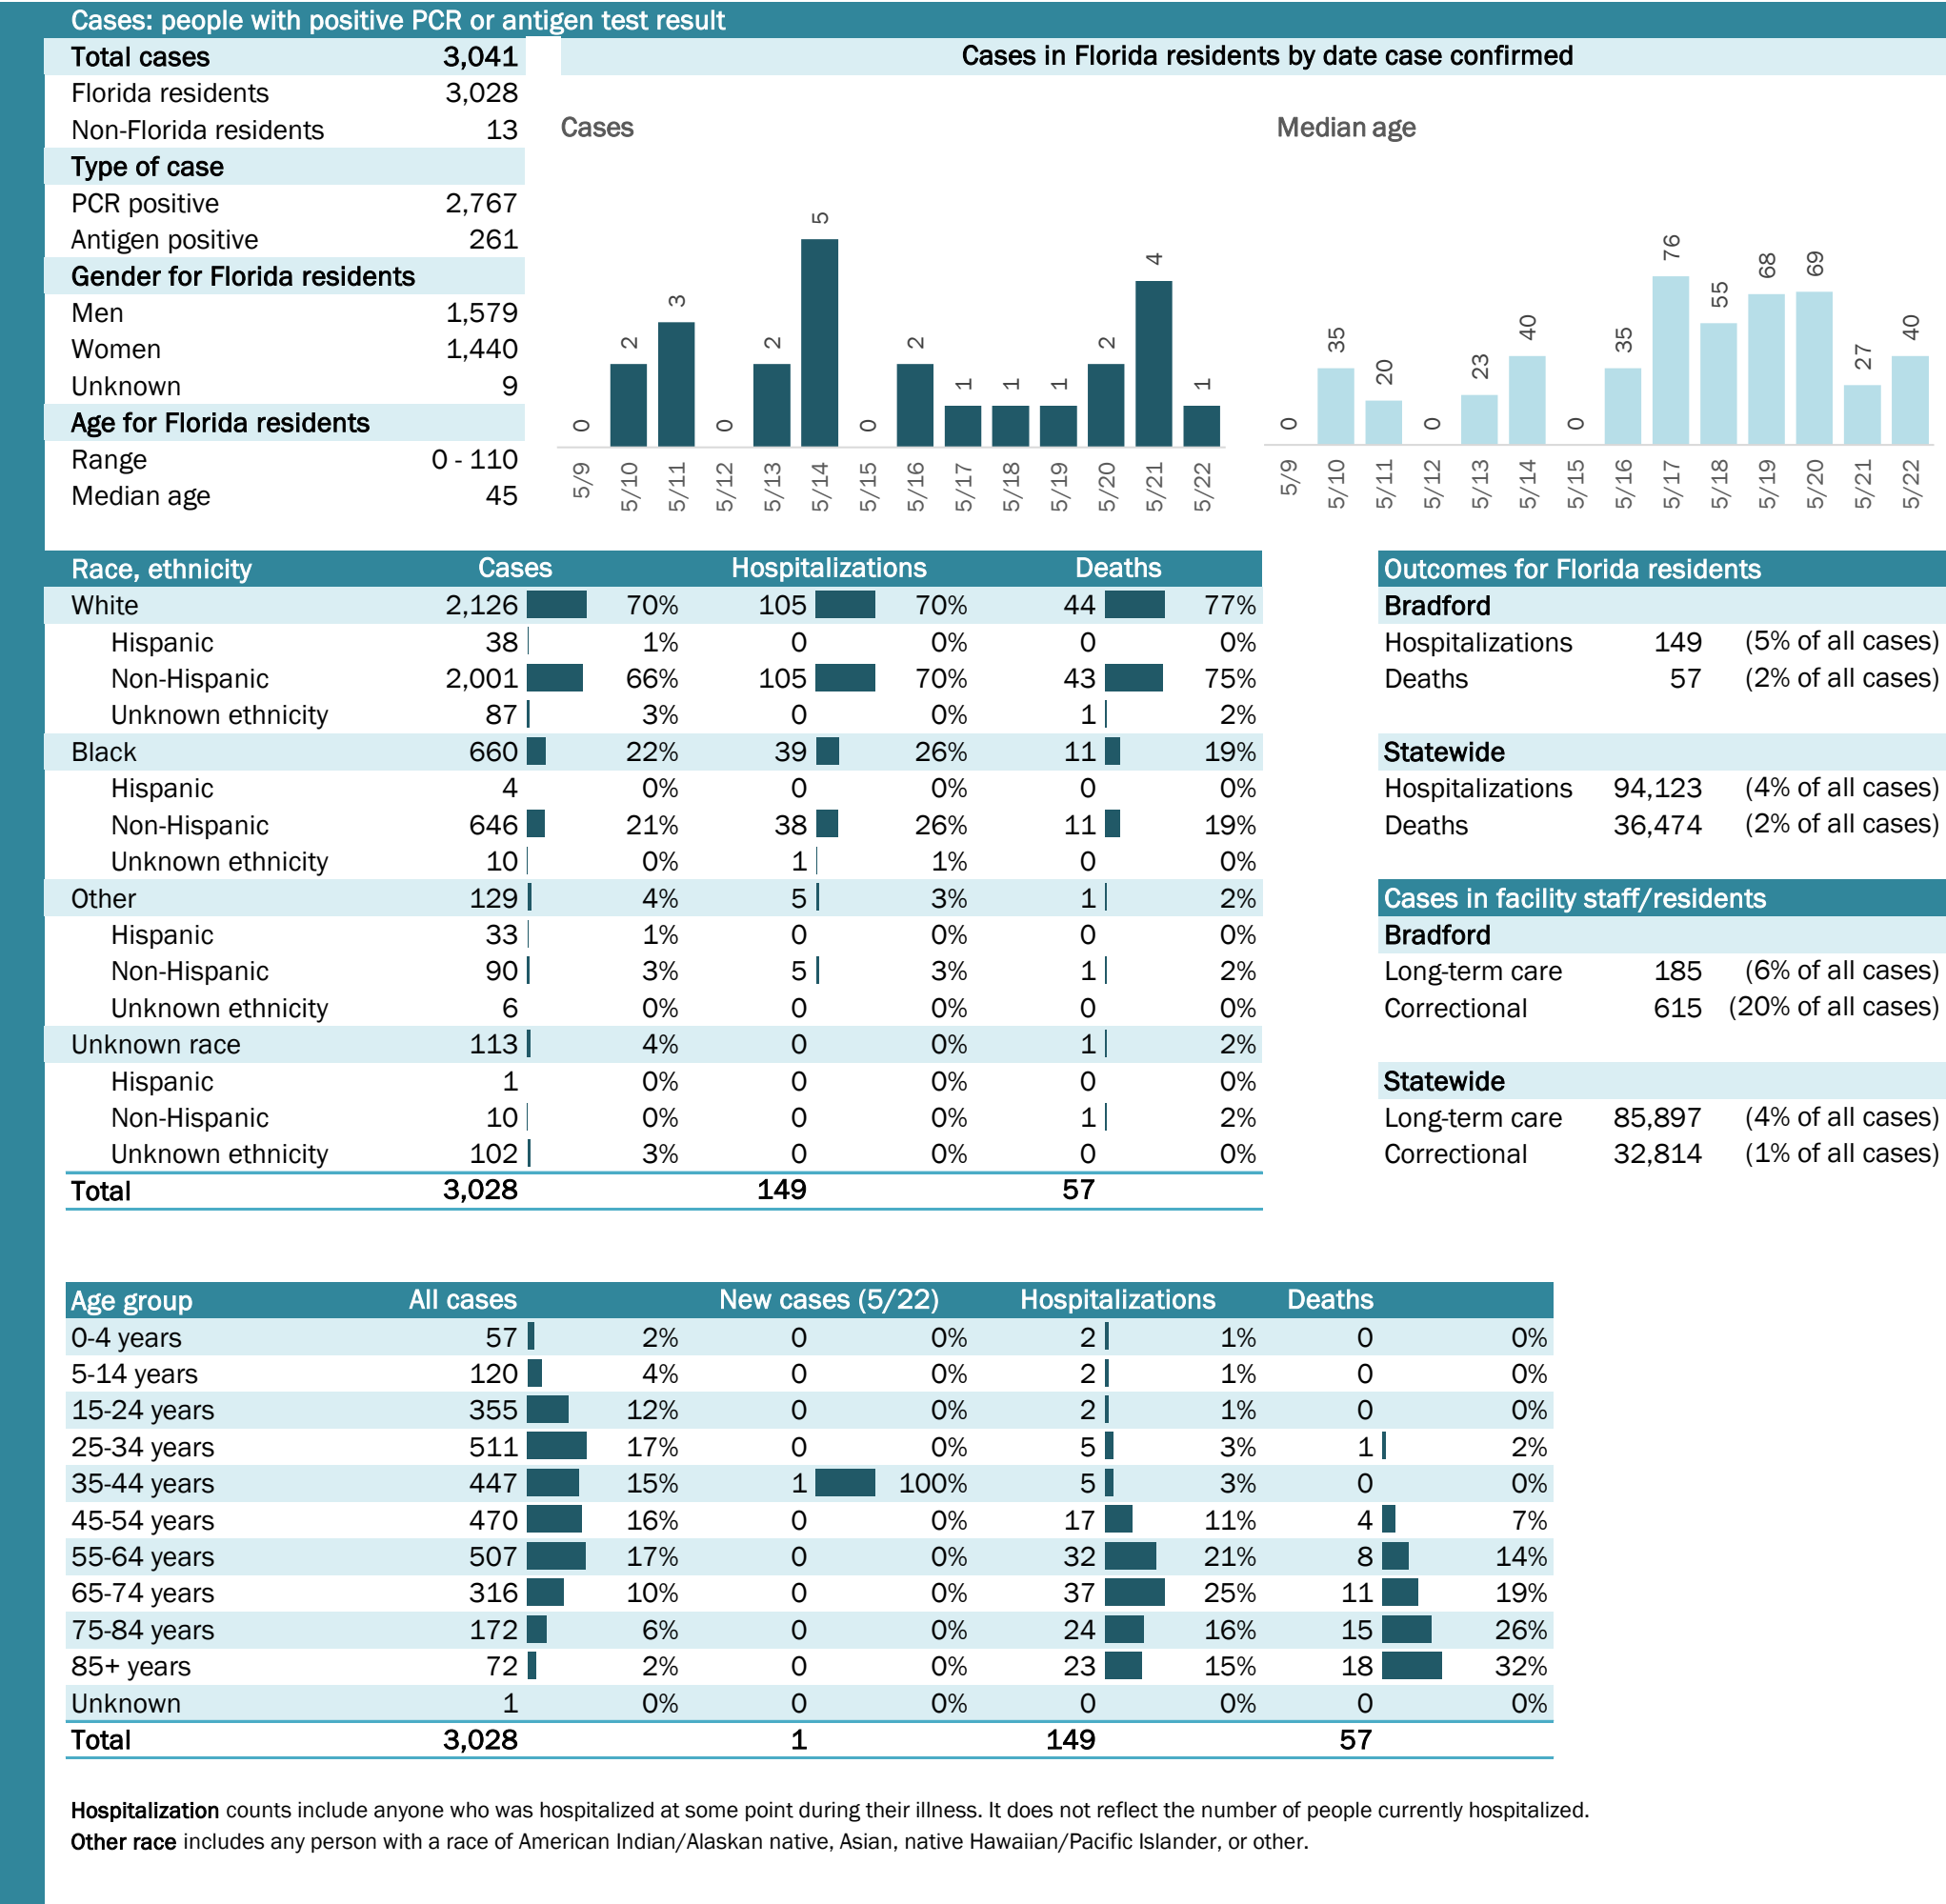 Cases: people with positive PCR or antigen test result
Total cases 3,041
Florida residents 3,028
Non-Florida residents 13
Type of case
PCR positive 2,767
Antigen positive 261
Gender for Florida residents
Men 1,579
Women 1,440
Unknown 9
Age for Florida residents
Range 0 - 110
Median age 45
Cases in Florida residents by date case confirmed
Cases
0 2 3 0 2 5 0 2 1 1 1 2 4 1
5/9 5/10 5/11 5/12 5/13 5/14 5/15 5/16 5/17 5/18 5/19 5/20 5/21 5/22
Median age
0 35 20 0 23 40 0 35 76 55 68 69 27 40
5/9 5/10 5/11 5/12 5/13 5/14 5/15 5/16 5/17 5/18 5/19 5/20 5/21 5/22
Race, ethnicity Cases Hospitalizations Deaths
White 2,126 70% 105 70% 44 77%
Hispanic 38 1% 0 0% 0 0%
Non-Hispanic 2,001 66% 105 70% 43 75%
Unknown ethnicity 87 3% 0 0% 1 2%
Black 660 22% 39 26% 11 19%
Hispanic 4 0% 0 0% 0 0%
Non-Hispanic 646 21% 38 26% 11 19%
Unknown ethnicity 10 0% 1 1% 0 0%
Other 129 4% 5 3% 1 2%
Hispanic 33 1% 0 0% 0 0%
Non-Hispanic 90 3% 5 3% 1 2%
Unknown ethnicity 6 0% 0 0% 0 0%
Unknown race 113 4% 0 0% 1 2%
Hispanic 1 0% 0 0% 0 0%
Non-Hispanic 10 0% 0 0% 1 2%
Unknown ethnicity 102 3% 0 0% 0 0%
Total 3,028 149 57
Outcomes for Florida residents
Bradford
Hospitalizations 149 (5% of all cases)
Deaths 57 (2% of all cases)
Statewide
Hospitalizations 94,123 (4% of all cases)
Deaths 36,474 (2% of all cases)
Cases in facility staff/residents
Bradford
Long-term care 185 (6% of all cases)
Correctional 615 (20% of all cases)
Statewide
Long-term care 85,897 (4% of all cases)
Correctional 32,814 (1% of all cases)
Age group All cases New cases (5/22) Hospitalizations Deaths
0-4 years 57 2% 0 0% 2 1% 0 0%
5-14 years 120 4% 0 0% 2 1% 0 0%
15-24 years 355 12% 0 0% 2 1% 0 0%
25-34 years 511 17% 0 0% 5 3% 1 2%
35-44 years 447 15% 1 100% 5 3% 0 0%
45-54 years 470 16% 0 0% 17 11% 4 7%
55-64 years 507 17% 0 0% 32 21% 8 14%
65-74 years 316 10% 0 0% 37 25% 11 19%
75-84 years 172 6% 0 0% 24 16% 15 26%
85+ years 72 2% 0 0% 23 15% 18 32%
Unknown 1 0% 0 0% 0 0% 0 0%
Total 3,028 1 149 57
Hospitalization counts include anyone who was hospitalized at some point during their illness. It does not reflect the number of people currently hospitalized.
Other race includes any person with a race of American Indian/Alaskan native, Asian, native Hawaiian/Pacific Islander, or other.